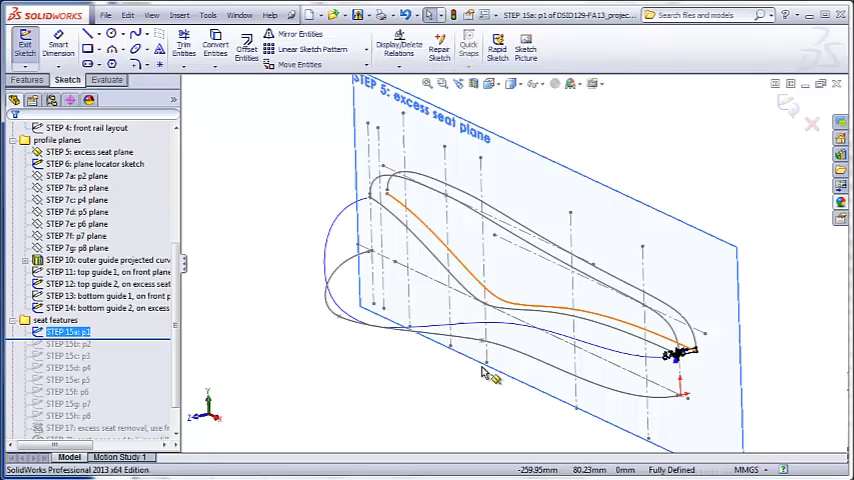 SOLIDWORKS File Edit View Insert Tools Window Help STEP 15a: p1 of DSID129-FA13_projec... Search files and models
Exit Sketch
Smart Dimension
Trim Entities
Convert Entities
Offset Entities
Mirror Entities
Linear Sketch Pattern
Move Entities
Display/Delete Relations
Repair Sketch
Quick Snaps
Rapid Sketch
Sketch Picture
Features Sketch Evaluate
STEP 4: front rail layout
profile planes
STEP 5: excess seat plane
STEP 6: plane locator sketch
STEP 7a: p2 plane
STEP 7b: p3 plane
STEP 7c: p4 plane
STEP 7d: p5 plane
STEP 7e: p6 plane
STEP 7f: p7 plane
STEP 7g: p8 plane
STEP 10: outer guide projected curve
STEP 11: top guide 1, on front plane
STEP 12: top guide 2, on excess sea
STEP 13: bottom guide 1, on front p
STEP 14: bottom guide 2, on excess
seat features
STEP 15a: p1
STEP 15b: p2
STEP 15c: p3
STEP 15d: p4
STEP 15e: p5
STEP 15f: p6
STEP 15g: p7
STEP 15h: p8
STEP 17: excess seat removal, use f
STEP 5: excess seat plane
Y
Z
X
Model Motion Study 1
SolidWorks Professional 2013 x64 Edition -259.95mm 80.23mm 0mm Fully Defined MMGS